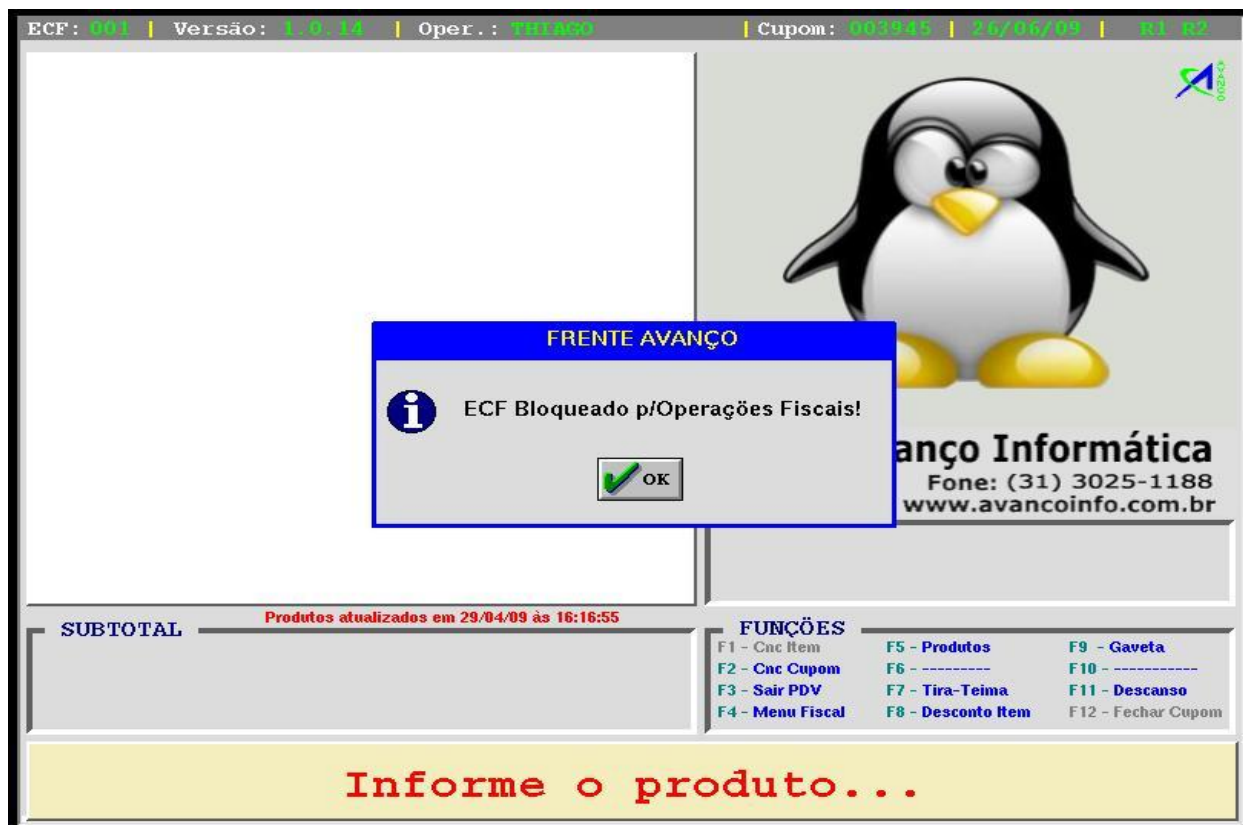 ECF: 001 | Versão: 1.0.14 | Oper.: THIAGO | Cupom: 003945 | 26/06/09 | R1 R2
AVANÇO
FRENTE AVANÇO
ECF Bloqueado p/Operações Fiscais!
OK
anço Informática
Fone: (31) 3025-1188
www.avancoinfo.com.br
Produtos atualizados em 29/04/09 às 16:16:55
SUBTOTAL
FUNÇÕES
F1 - Cnc Item F5 - Produtos F9 - Gaveta
F2 - Cnc Cupom F6 - --------- F10 - -----------
F3 - Sair PDV F7 - Tira-Teima F11 - Descanso
F4 - Menu Fiscal F8 - Desconto Item F12 - Fechar Cupom
Informe o produto...